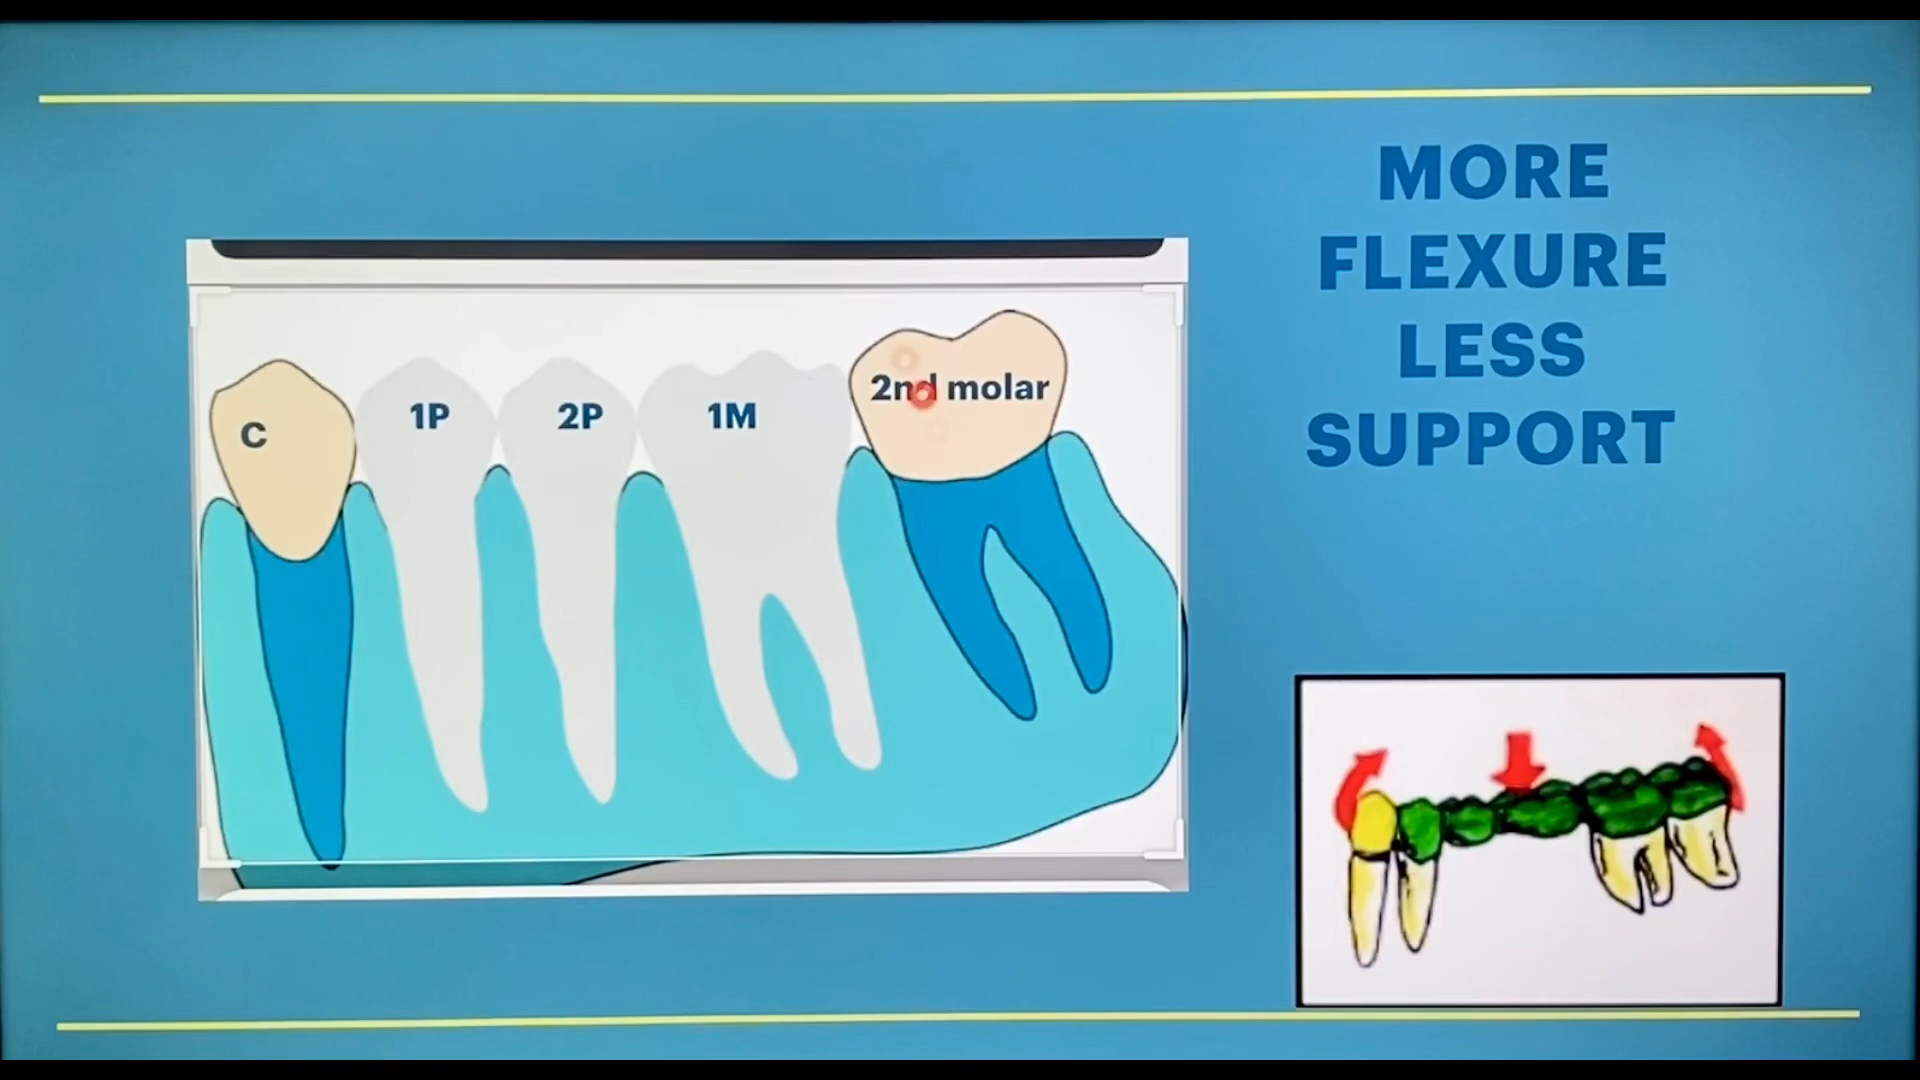 MORE
FLEXURE
LESS
SUPPORT
C
1P
2P
1M
2nd molar